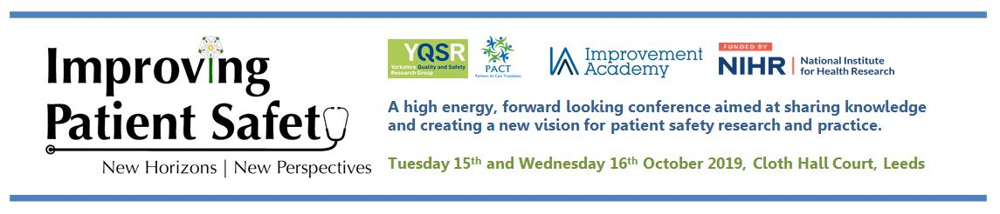 Improving
Patient Safety
New Horizons | New Perspectives
YQSR
Yorkshire Quality and Safety
Research Group
PACT
Partners At Care Transitions
Improvement
Academy
FUNDED BY
NIHR | National Institute
for Health Research
A high energy, forward looking conference aimed at sharing knowledge
and creating a new vision for patient safety research and practice.
Tuesday 15th and Wednesday 16th October 2019, Cloth Hall Court, Leeds